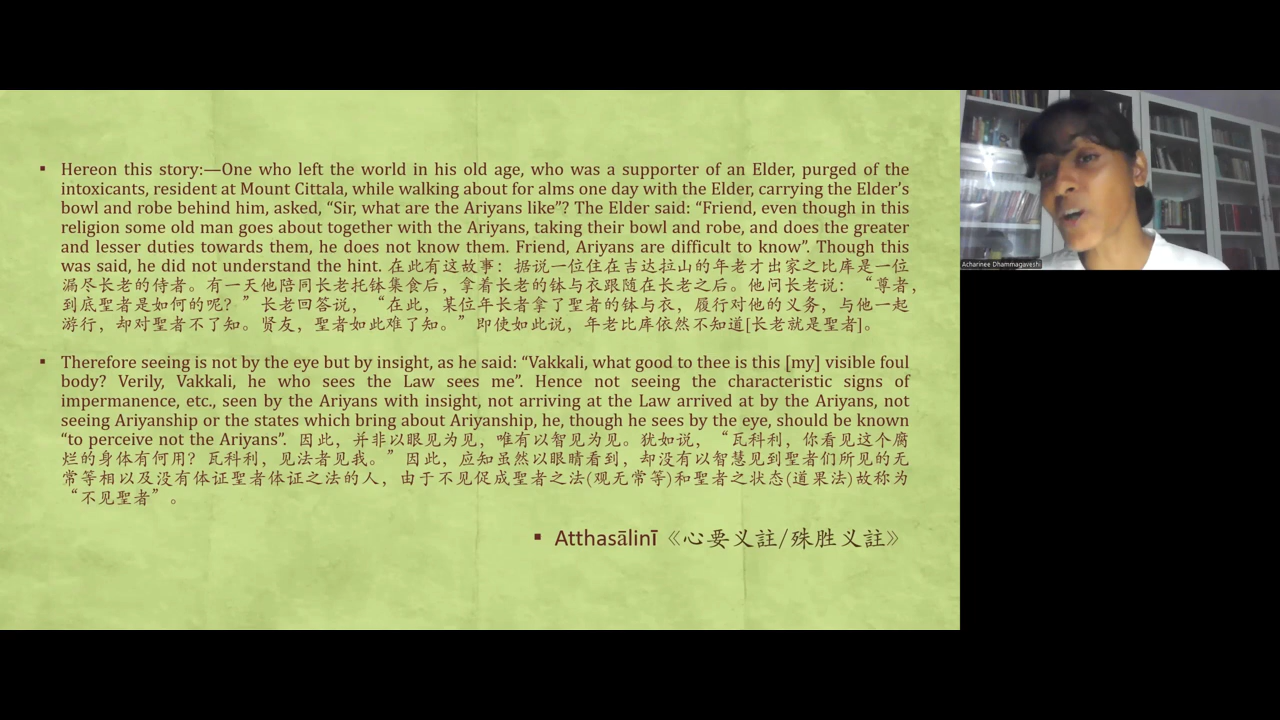 ▪ Hereon this story:—One who left the world in his old age, who was a supporter of an Elder, purged of the
intoxicants, resident at Mount Cittala, while walking about for alms one day with the Elder, carrying the Elder’s
bowl and robe behind him, asked, “Sir, what are the Ariyans like”? The Elder said: “Friend, even though in this
religion some old man goes about together with the Ariyans, taking their bowl and robe, and does the greater
and lesser duties towards them, he does not know them. Friend, Ariyans are difficult to know”. Though this
was said, he did not understand the hint. 在此有这故事：据说一位住在吉达拉山的年老才出家之比库是一位
漏尽长老的侍者。有一天他陪同长老托钵集食后，拿着长老的钵与衣跟随在长老之后。他问长老说：“尊者，
到底聖者是如何的呢？”长老回答说，“在此，某位年长者拿了聖者的钵与衣，履行对他的义务，与他一起
游行，却对聖者不了知。贤友，聖者如此难了知。”即使如此说，年老比库依然不知道[长老就是聖者]。
▪ Therefore seeing is not by the eye but by insight, as he said: “Vakkali, what good to thee is this [my] visible foul
body? Verily, Vakkali, he who sees the Law sees me”. Hence not seeing the characteristic signs of
impermanence, etc., seen by the Ariyans with insight, not arriving at the Law arrived at by the Ariyans, not
seeing Ariyanship or the states which bring about Ariyanship, he, though he sees by the eye, should be known
“to perceive not the Ariyans”. 因此，并非以眼见为见，唯有以智见为见。犹如说，“瓦科利，你看见这个腐
烂的身体有何用？瓦科利，见法者见我。”因此，应知虽然以眼睛看到，却没有以智慧见到聖者们所见的无
常等相以及没有体证聖者体证之法的人，由于不见促成聖者之法(观无常等)和聖者之状态(道果法)故称为
“不见聖者”。
▪ Atthasālinī《心要义註/殊胜义註》
Acharinee Dhammagaveshi